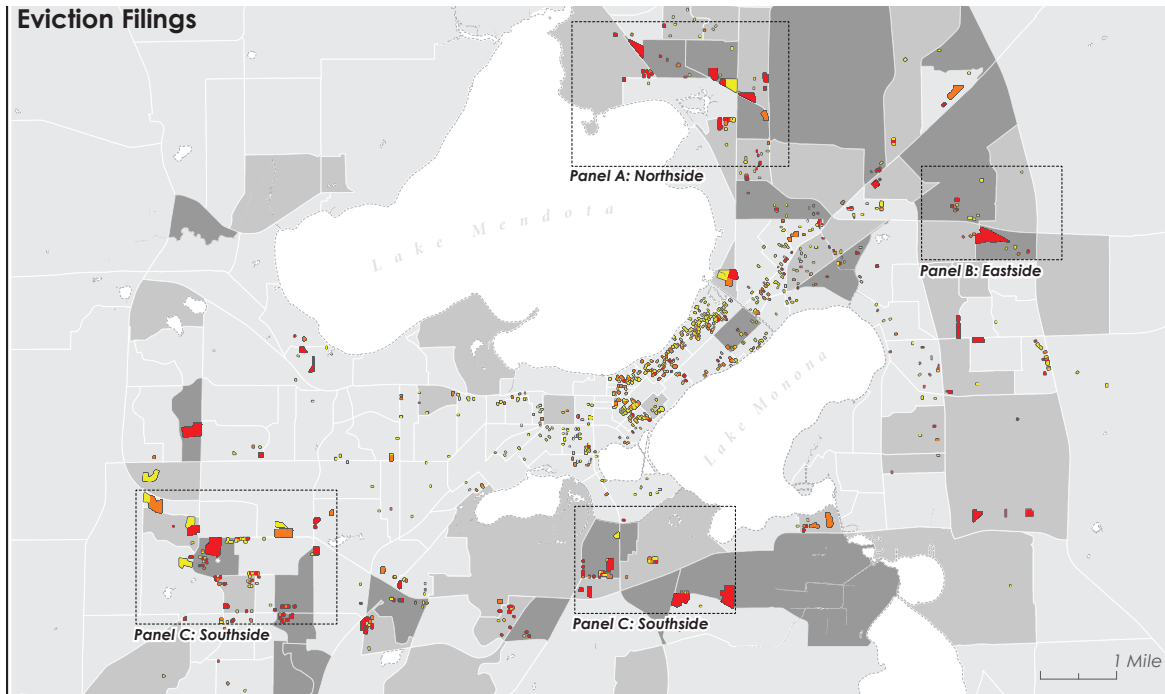 Eviction Filings
Panel A: Northside
Lake Mendota
Panel B: Eastside
Lake Monona
Panel C: Southside
Panel C: Southside
1 Mile